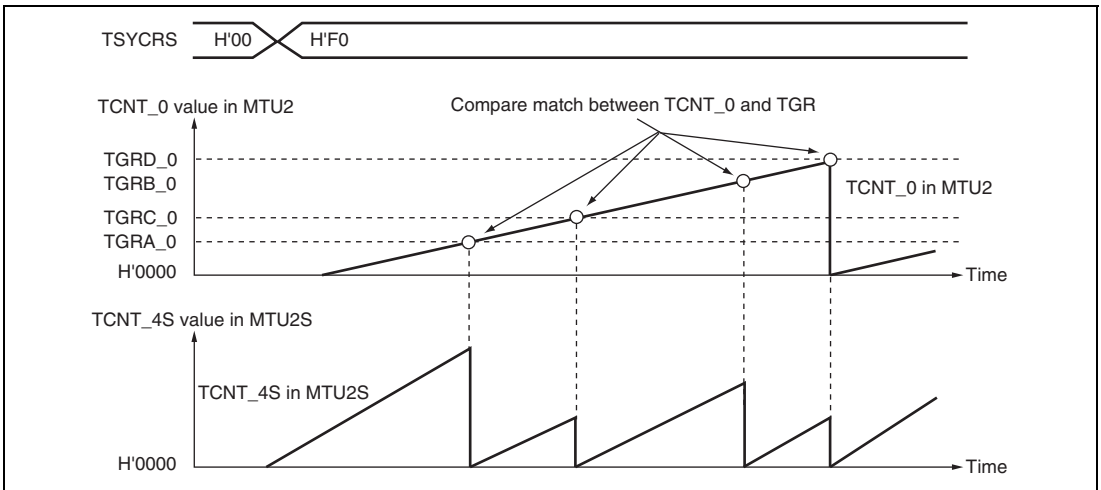 TSYCRS H'00 H'F0
TCNT_0 value in MTU2
Compare match between TCNT_0 and TGR
TGRD_0
TGRB_0
TCNT_0 in MTU2
TGRC_0
TGRA_0
H'0000
Time
TCNT_4S value in MTU2S
TCNT_4S in MTU2S
H'0000
Time